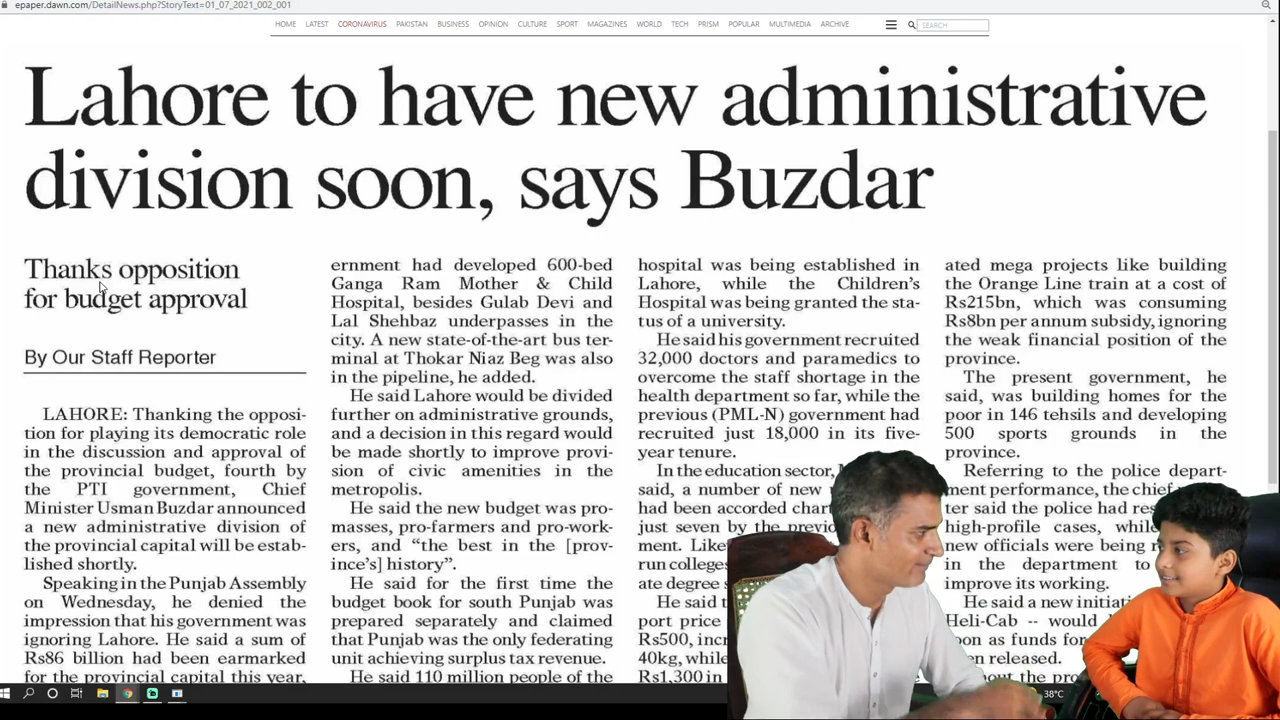 epaper.dawn.com/DetailNews.php?StoryText=01_07_2021_002_001
HOME LATEST CORONAVIRUS PAKISTAN BUSINESS OPINION CULTURE SPORT MAGAZINES WORLD TECH PRISM POPULAR MULTIMEDIA ARCHIVE SEARCH
Lahore to have new administrative
division soon, says Buzdar
Thanks opposition
for budget approval
By Our Staff Reporter
LAHORE: Thanking the opposi-
tion for playing its democratic role
in the discussion and approval of
the provincial budget, fourth by
the PTI government, Chief
Minister Usman Buzdar announced
a new administrative division of
the provincial capital will be estab-
lished shortly.
Speaking in the Punjab Assembly
on Wednesday, he denied the
impression that his government was
ignoring Lahore. He said a sum of
Rs86 billion had been earmarked
for the provincial capital this year,
ernment had developed 600-bed
Ganga Ram Mother & Child
Hospital, besides Gulab Devi and
Lal Shehbaz underpasses in the
city. A new state-of-the-art bus ter-
minal at Thokar Niaz Beg was also
in the pipeline, he added.
He said Lahore would be divided
further on administrative grounds,
and a decision in this regard would
be made shortly to improve provi-
sion of civic amenities in the
metropolis.
He said the new budget was pro-
masses, pro-farmers and pro-work-
ers, and “the best in the [prov-
ince’s] history”.
He said for the first time the
budget book for south Punjab was
prepared separately and claimed
that Punjab was the only federating
unit achieving surplus tax revenue.
He said 110 million people of the
hospital was being established in
Lahore, while the Children’s
Hospital was being granted the sta-
tus of a university.
He said his government recruited
32,000 doctors and paramedics to
overcome the staff shortage in the
health department so far, while the
previous (PML-N) government had
recruited just 18,000 in its five-
year tenure.
In the education sector,
said, a number of new
had been accorded
just seven by the
ment.
run colleges
ate degree
He said
port price
Rs500,
40kg, while
Rs1,300 in
ated mega projects like building
the Orange Line train at a cost of
Rs215bn, which was consuming
Rs8bn per annum subsidy, ignoring
the weak financial position of the
province.
The present government, he
said, was building homes for the
poor in 146 tehsils and developing
500 sports grounds in the
province.
Referring to the police depart-
ment performance, the chief
ter said the police had
high-profile cases, while
new officials were being
in the department to
improve its working.
He said a new
Heli-Cab -- would
soon as funds for
been released.
38°C